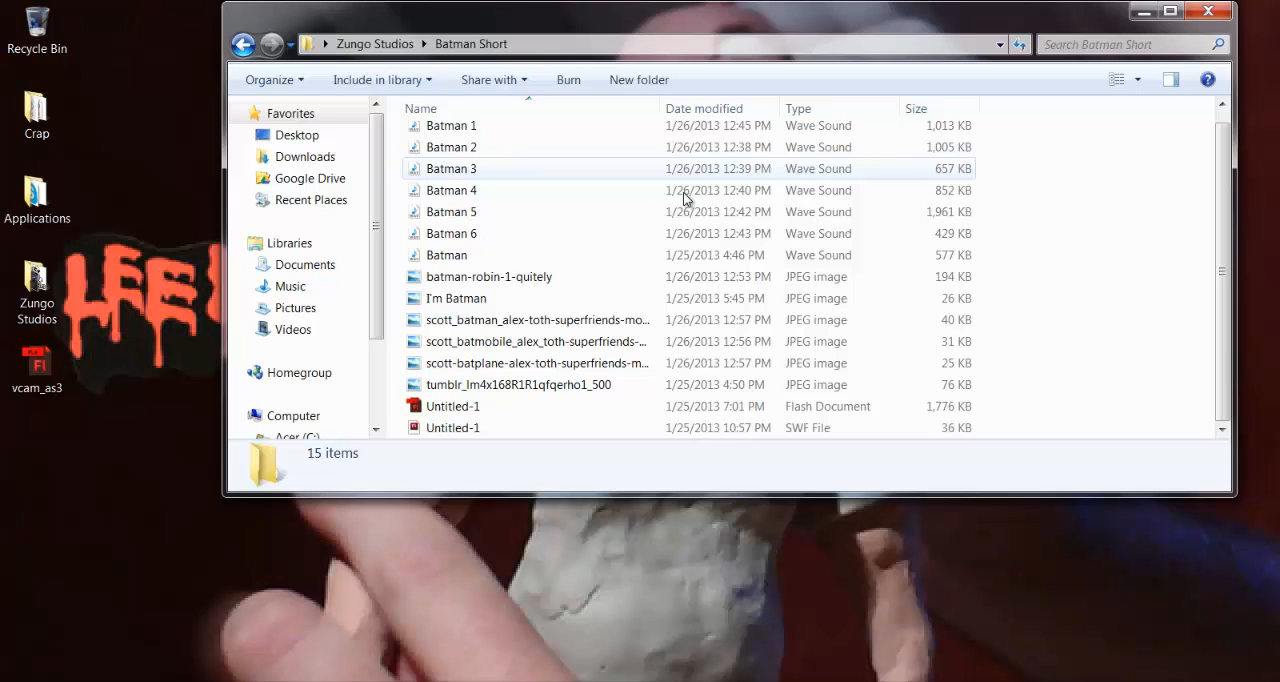 Recycle Bin
Crap
Applications
Zungo
Studios
vcam_as3
LEE
Zungo Studios Batman Short
Search Batman Short
Organize Include in library Share with Burn New folder
Favorites
Desktop
Downloads
Google Drive
Recent Places
Libraries
Documents
Music
Pictures
Videos
Homegroup
Computer
Acer (C:)
Name Date modified Type Size
Batman 1 1/26/2013 12:45 PM Wave Sound 1,013 KB
Batman 2 1/26/2013 12:38 PM Wave Sound 1,005 KB
Batman 3 1/26/2013 12:39 PM Wave Sound 657 KB
Batman 4 1/26/2013 12:40 PM Wave Sound 852 KB
Batman 5 1/26/2013 12:42 PM Wave Sound 1,961 KB
Batman 6 1/26/2013 12:43 PM Wave Sound 429 KB
Batman 1/25/2013 4:46 PM Wave Sound 577 KB
batman-robin-1-quitely 1/26/2013 12:53 PM JPEG image 194 KB
I'm Batman 1/25/2013 5:45 PM JPEG image 26 KB
scott_batman_alex-toth-superfriends-mo... 1/26/2013 12:57 PM JPEG image 40 KB
scott_batmobile_alex_toth-superfriends-... 1/26/2013 12:56 PM JPEG image 31 KB
scott-batplane-alex-toth-superfriends-m... 1/26/2013 12:57 PM JPEG image 25 KB
tumblr_lm4x168R1R1qfqerho1_500 1/25/2013 4:50 PM JPEG image 76 KB
Untitled-1 1/25/2013 7:01 PM Flash Document 1,776 KB
Untitled-1 1/25/2013 10:57 PM SWF File 36 KB
15 items